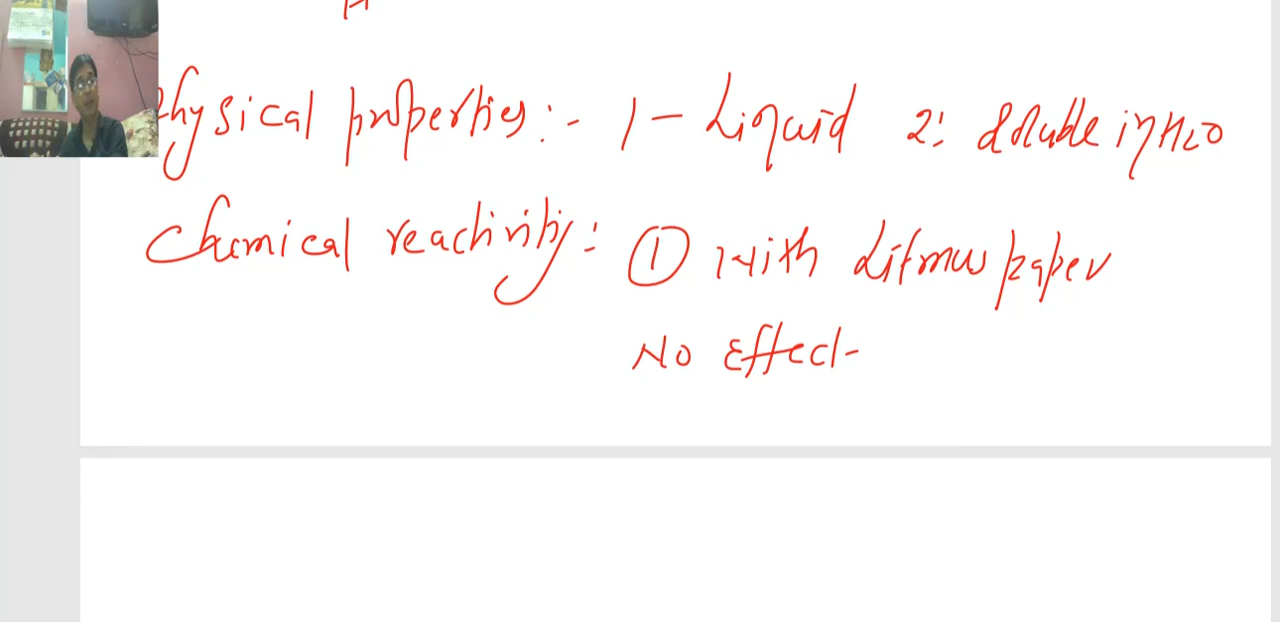 Physical properties:- 1- Liquid 2: Soluble in H2O
Chemical reactivity: ① with Litmus paper
No Effect-